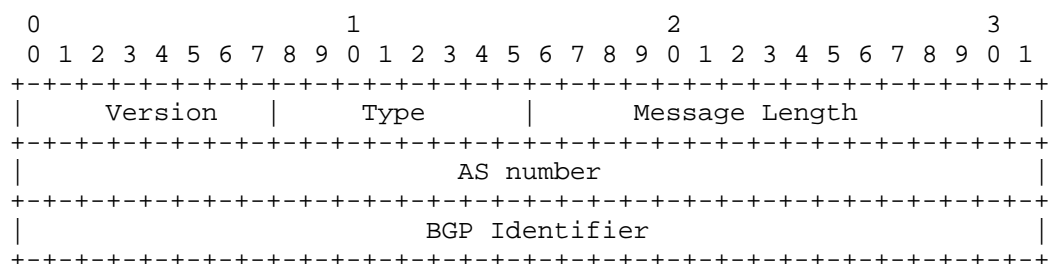 0                   1                   2                   3
 0 1 2 3 4 5 6 7 8 9 0 1 2 3 4 5 6 7 8 9 0 1 2 3 4 5 6 7 8 9 0 1
+-+-+-+-+-+-+-+-+-+-+-+-+-+-+-+-+-+-+-+-+-+-+-+-+-+-+-+-+-+-+-+-+
|     Version   |     Type      |       Message Length          |
+-+-+-+-+-+-+-+-+-+-+-+-+-+-+-+-+-+-+-+-+-+-+-+-+-+-+-+-+-+-+-+-+
|                           AS number                           |
+-+-+-+-+-+-+-+-+-+-+-+-+-+-+-+-+-+-+-+-+-+-+-+-+-+-+-+-+-+-+-+-+
|                         BGP Identifier                        |
+-+-+-+-+-+-+-+-+-+-+-+-+-+-+-+-+-+-+-+-+-+-+-+-+-+-+-+-+-+-+-+-+